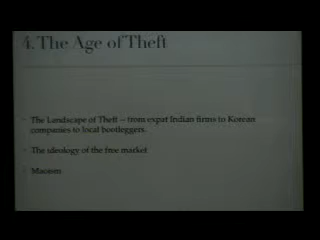 4. The Age of Theft
The Landscape of Theft – from expat Indian firms to Korean
companies to local bootleggers.
The ideology of the free market
Maoism